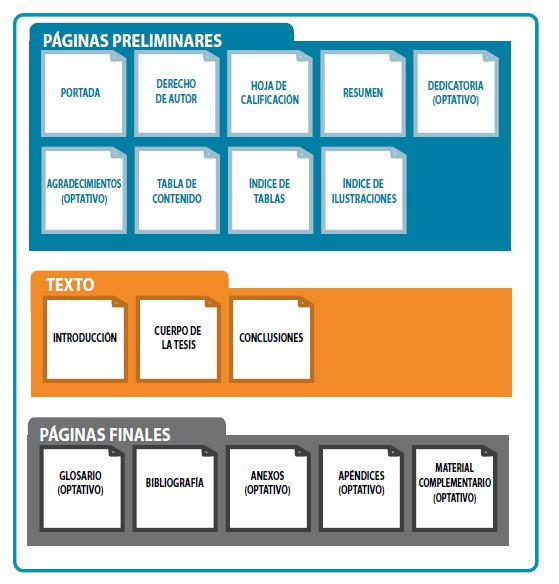 PÁGINAS PRELIMINARES
PORTADA
DERECHO
DE AUTOR
HOJA DE
CALIFICACIÓN
RESUMEN
DEDICATORIA
(OPTATIVO)
AGRADECIMIENTOS
(OPTATIVO)
TABLA DE
CONTENIDO
ÍNDICE DE
TABLAS
ÍNDICE DE
ILUSTRACIONES
TEXTO
INTRODUCCIÓN
CUERPO DE
LA TESIS
CONCLUSIONES
PÁGINAS FINALES
GLOSARIO
(OPTATIVO)
BIBLIOGRAFÍA
ANEXOS
(OPTATIVO)
APÉNDICES
(OPTATIVO)
MATERIAL
COMPLEMENTARIO
(OPTATIVO)